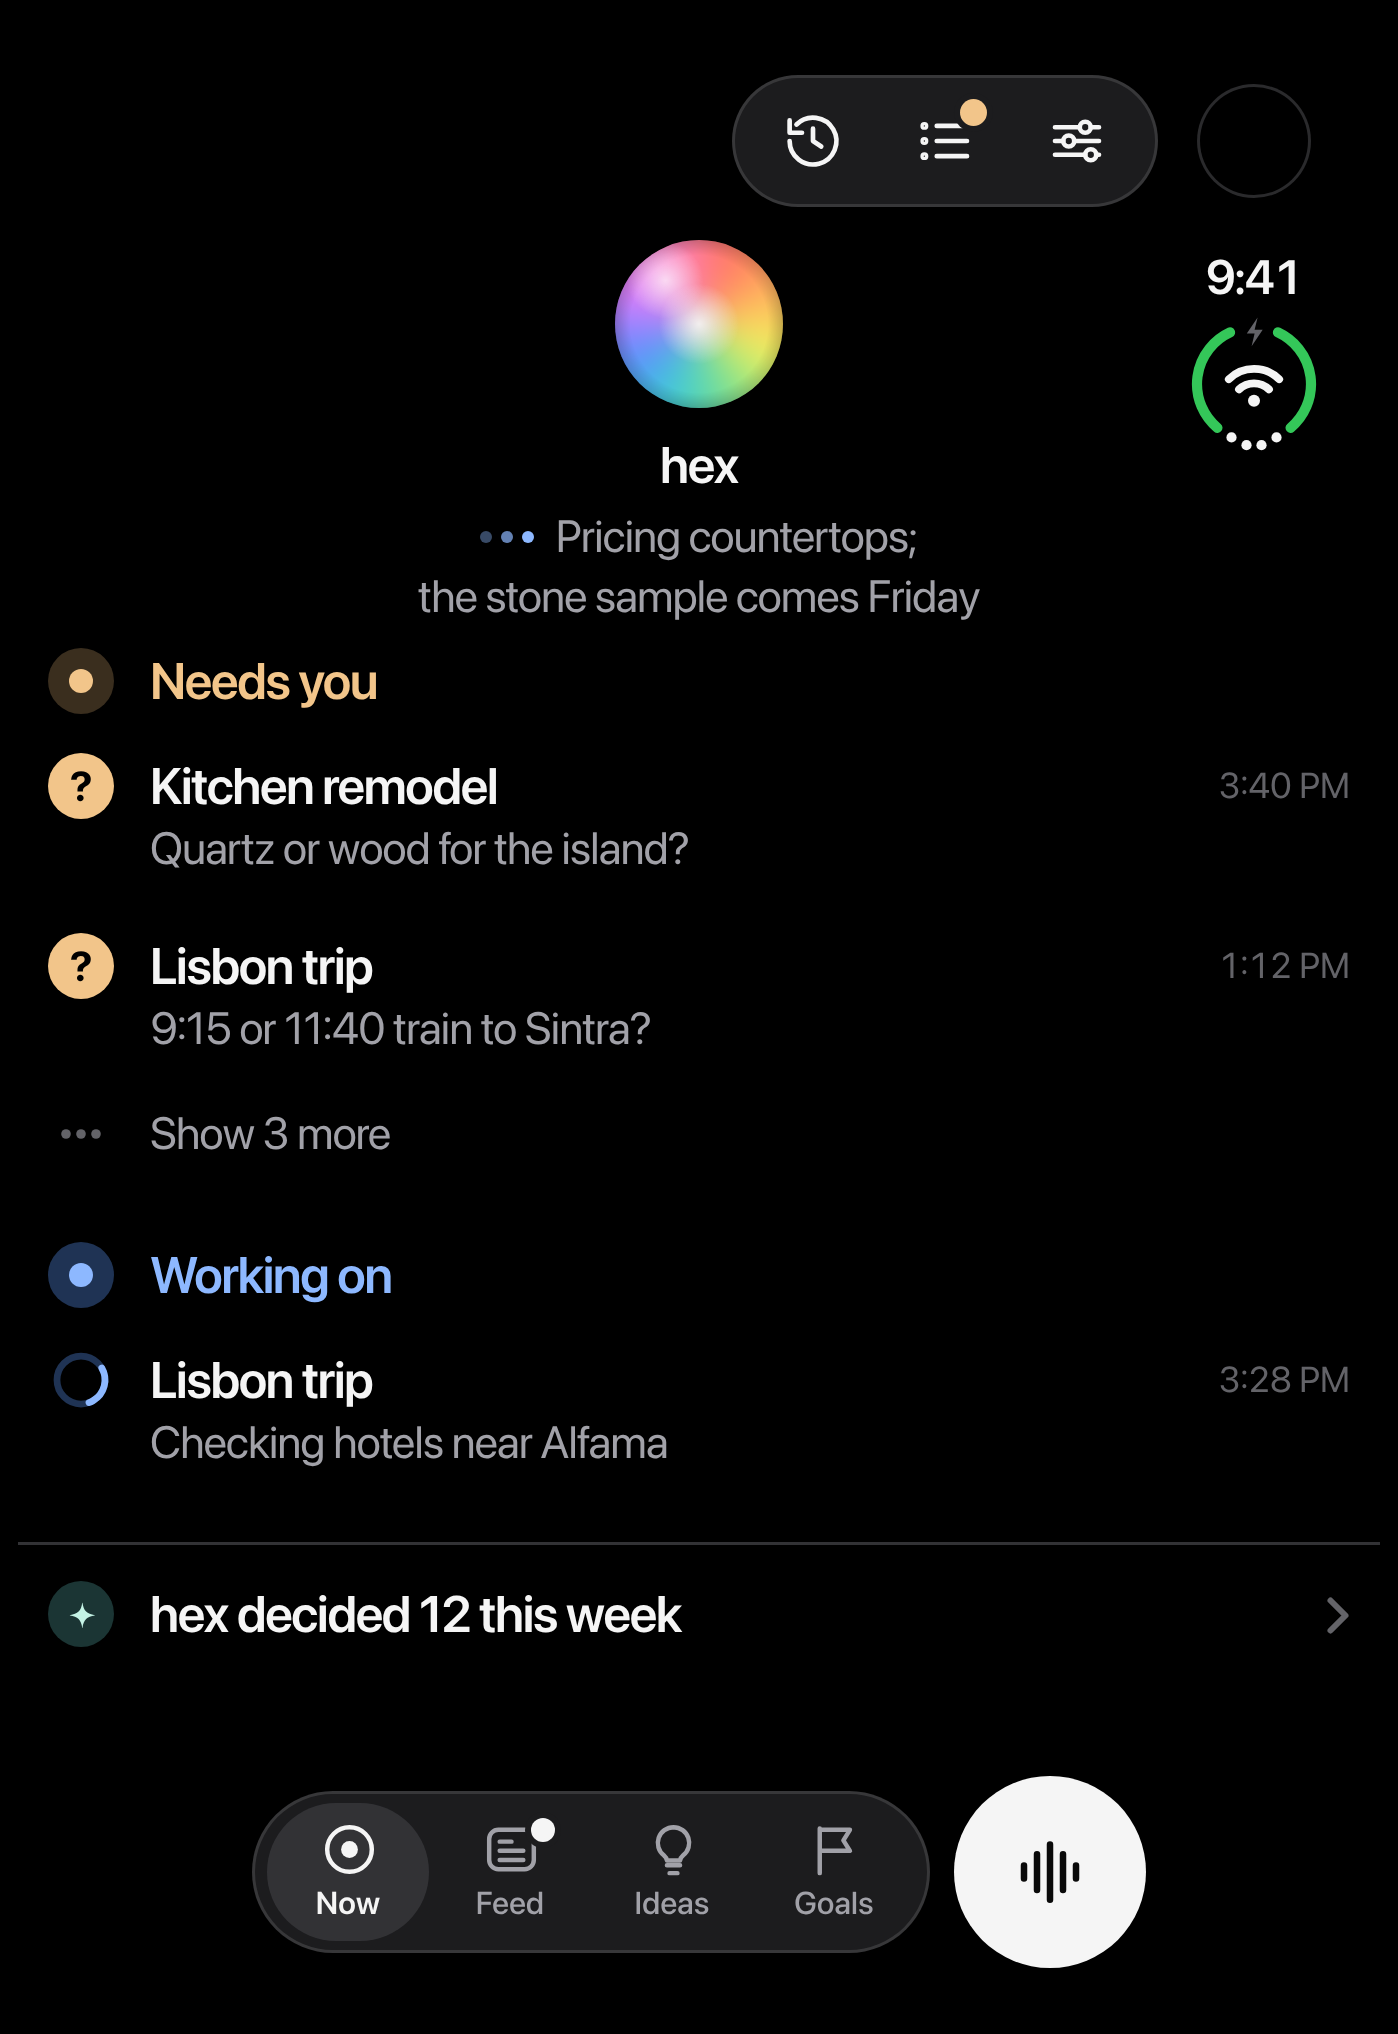 9:41
hex
Pricing countertops;
the stone sample comes Friday
Needs you
? Kitchen remodel 3:40 PM
Quartz or wood for the island?
? Lisbon trip 1:12 PM
9:15 or 11:40 train to Sintra?
Show 3 more
Working on
Lisbon trip 3:28 PM
Checking hotels near Alfama
hex decided 12 this week
Now Feed Ideas Goals